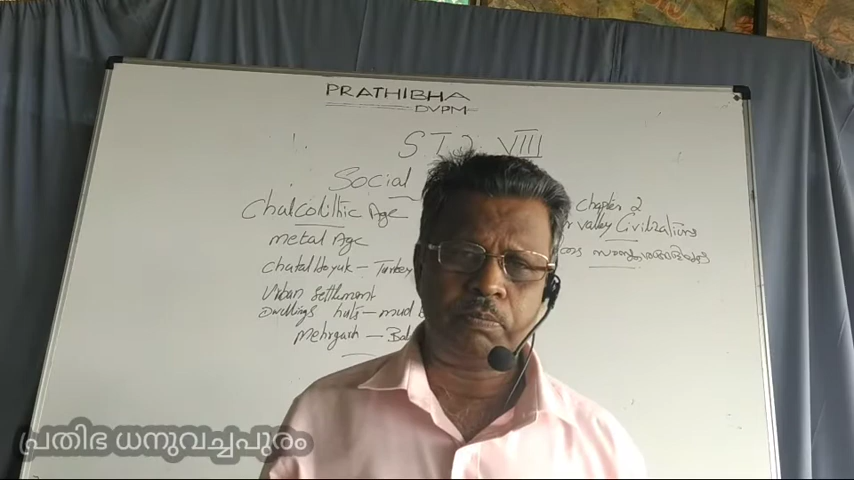 PRATHIBHA
DVPM
STD VIII
Social
Chalcolithic Age
Chapter 2
valley Civilizations
metal Age
Chatal Hoyuk - Turkey
Urban Settlement
Dwellings huts - mud
Mehrgarh -
പ്രതിഭ ധനുവച്ചപുരം